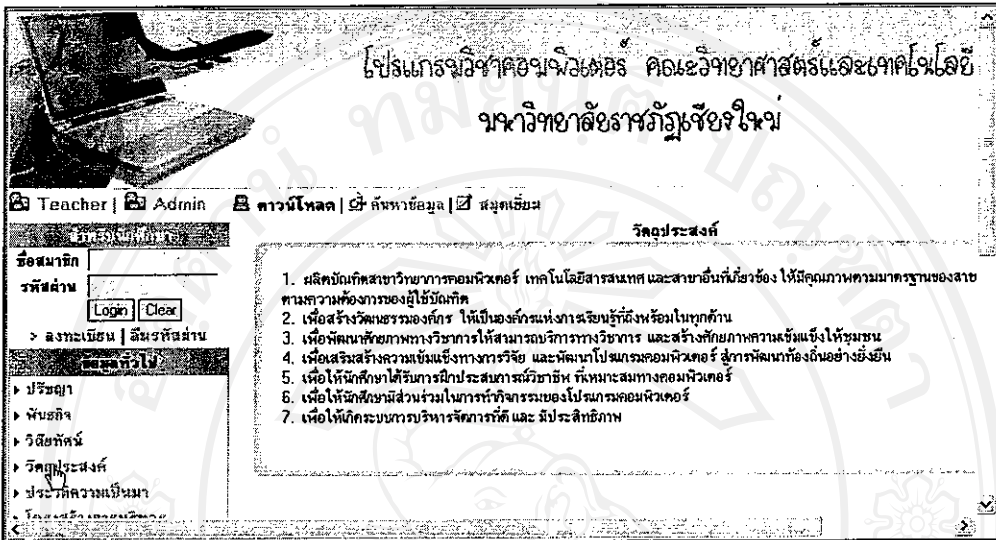 โปรแกรมวิชาคอมพิวเตอร์ คณะวิทยาศาสตร์และเทคโนโลยี
มหาวิทยาลัยราชภัฏเชียงใหม่
Teacher | Admin ดาวน์โหลด | ค้นหาข้อมูล | สมุดเยี่ยม
วัตถุประสงค์
ชื่อสมาชิก
รหัสผ่าน
Login Clear
> ลงทะเบียน | ลืมรหัสผ่าน
ข้อมูลทั่วไป
ปรัชญา
พันธกิจ
วิสัยทัศน์
วัตถุประสงค์
ประวัติความเป็นมา
1. ผลิตบัณฑิตสาขาวิทยาการคอมพิวเตอร์ เทคโนโลยีสารสนเทศ และสาขาอื่นที่เกี่ยวข้อง ให้มีคุณภาพตามมาตรฐานของสาข
ตามความต้องการของผู้ใช้บัณฑิต
2. เพื่อสร้างวัฒนธรรมองค์กร ให้เป็นองค์กรแห่งการเรียนรู้ที่ถึงพร้อมในทุกด้าน
3. เพื่อพัฒนาศักยภาพทางวิชาการให้สามารถบริการทางวิชาการ และสร้างศักยภาพความเข้มแข็งให้ชุมชน
4. เพื่อเสริมสร้างความเข้มแข็งทางการวิจัย และพัฒนาโปรแกรมคอมพิวเตอร์ สู่การพัฒนาท้องถิ่นอย่างยั่งยืน
5. เพื่อให้นักศึกษาได้รับการฝึกประสบการณ์วิชาชีพ ที่เหมาะสมทางคอมพิวเตอร์
6. เพื่อให้นักศึกษามีส่วนร่วมในการทำกิจกรรมของโปรแกรมคอมพิวเตอร์
7. เพื่อให้เกิดระบบการบริหารจัดการที่ดี และ มีประสิทธิภาพ